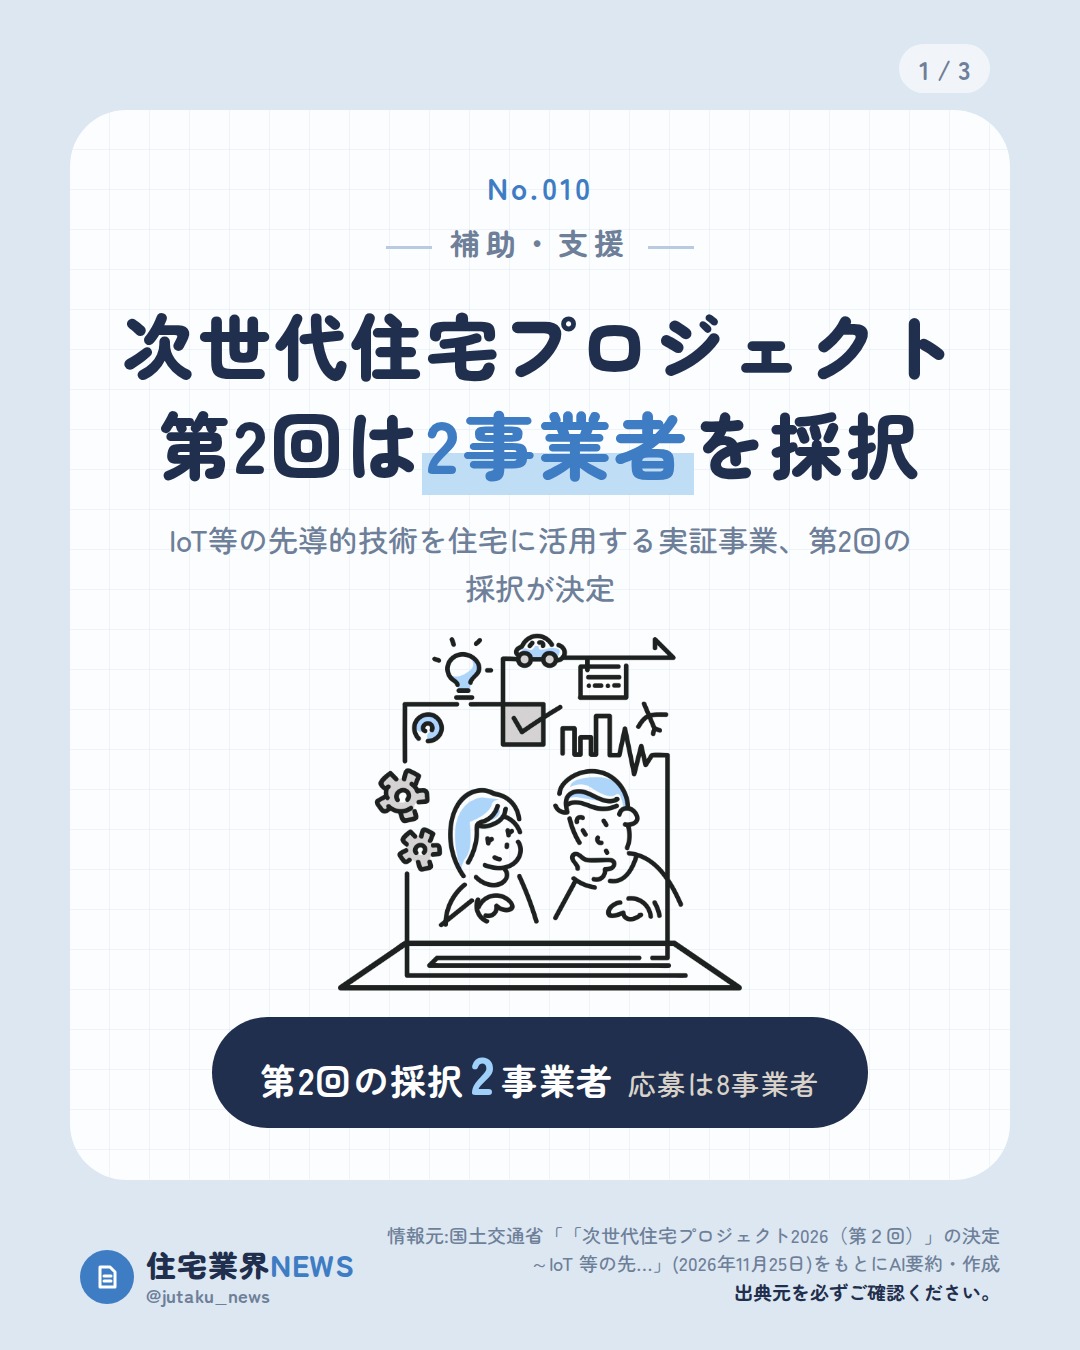 1 / 3
No.010
補助・支援
次世代住宅プロジェクト
第2回は2事業者を採択
IoT等の先導的技術を住宅に活用する実証事業、第2回の
採択が決定
第2回の採択 2 事業者 応募は8事業者
住宅業界NEWS
@jutaku_news
情報元:国土交通省「「次世代住宅プロジェクト2026（第２回）」の決定
～IoT 等の先…」(2026年11月25日)をもとにAI要約・作成
出典元を必ずご確認ください。